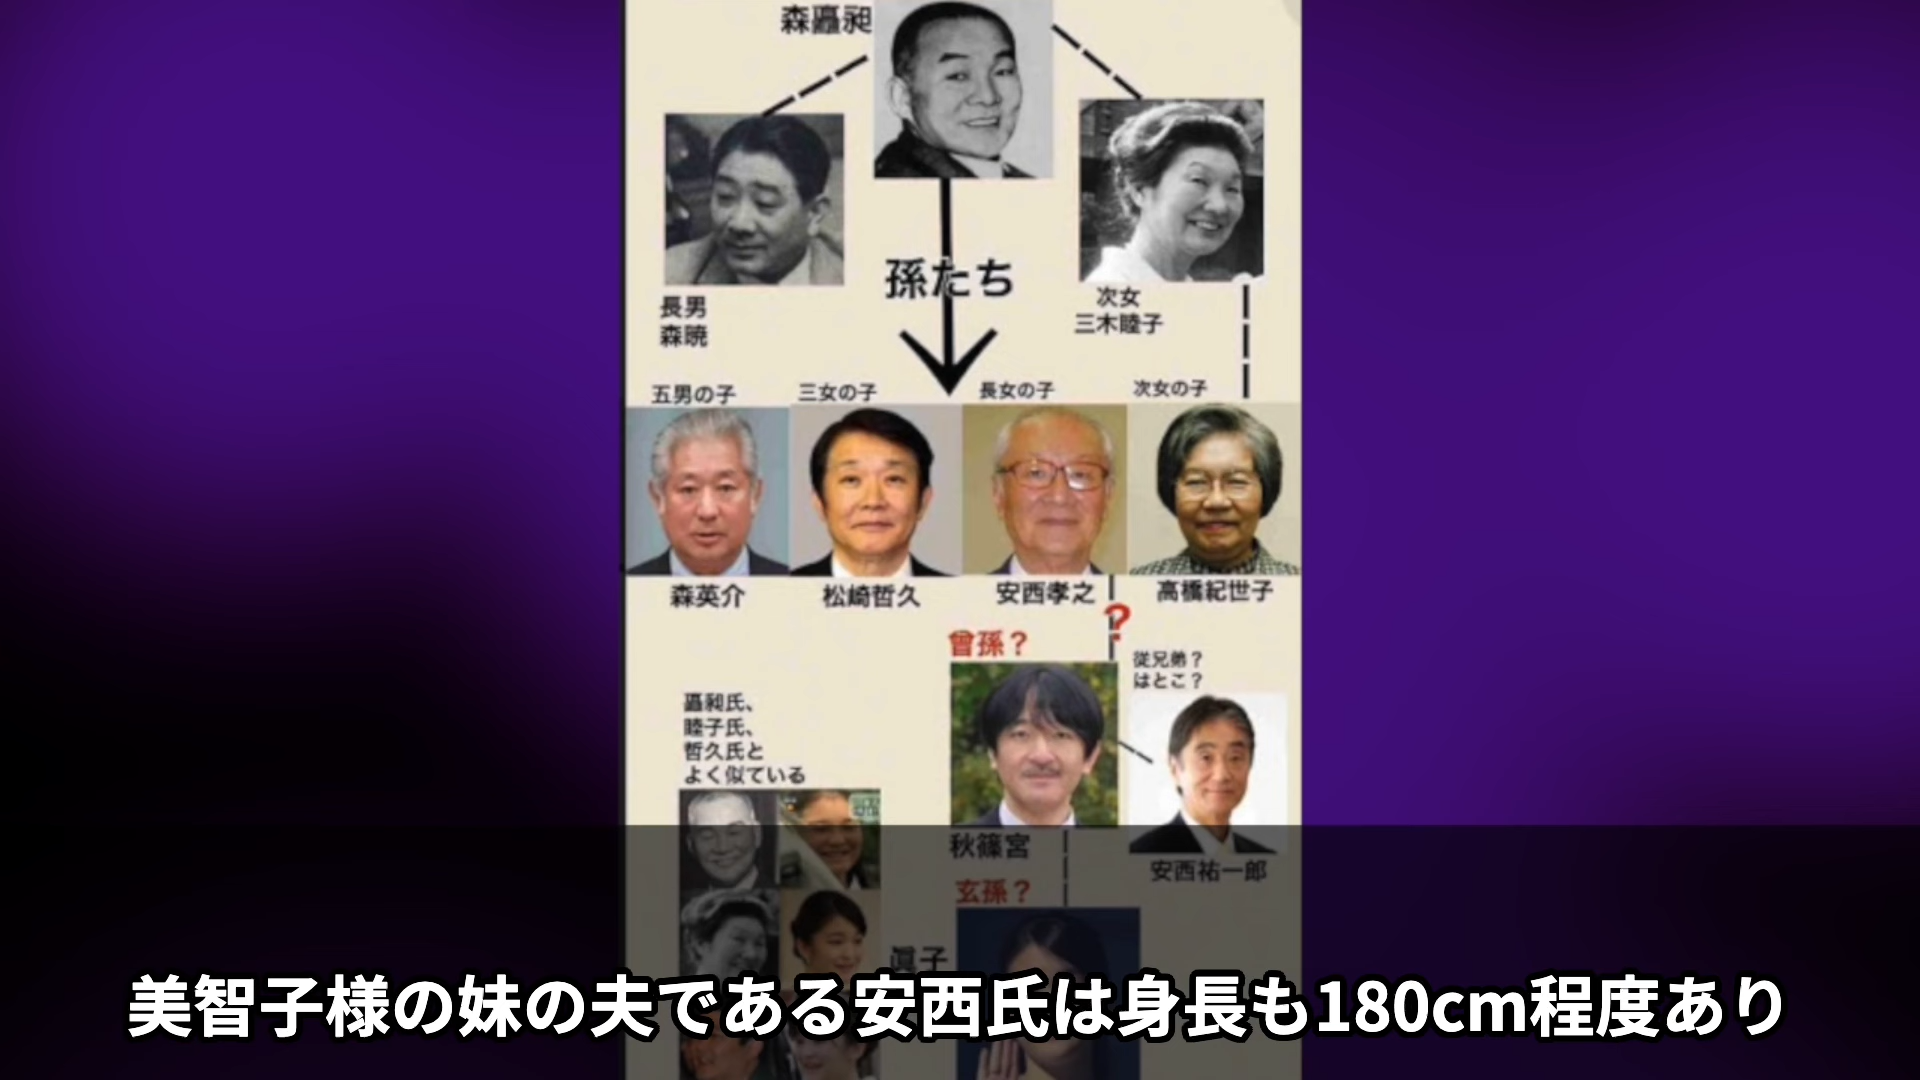 森矗昶
長男
森暁
孫たち
次女
三木睦子
五男の子
三女の子
長女の子
次女の子
森英介
松崎哲久
安西孝之
高橋紀世子
?
曾孫？
従兄弟？
はとこ？
矗昶氏、
睦子氏、
哲久氏と
よく似ている
秋篠宮
安西祐一郎
玄孫？
眞子
美智子様の妹の夫である安西氏は身長も180cm程度あり